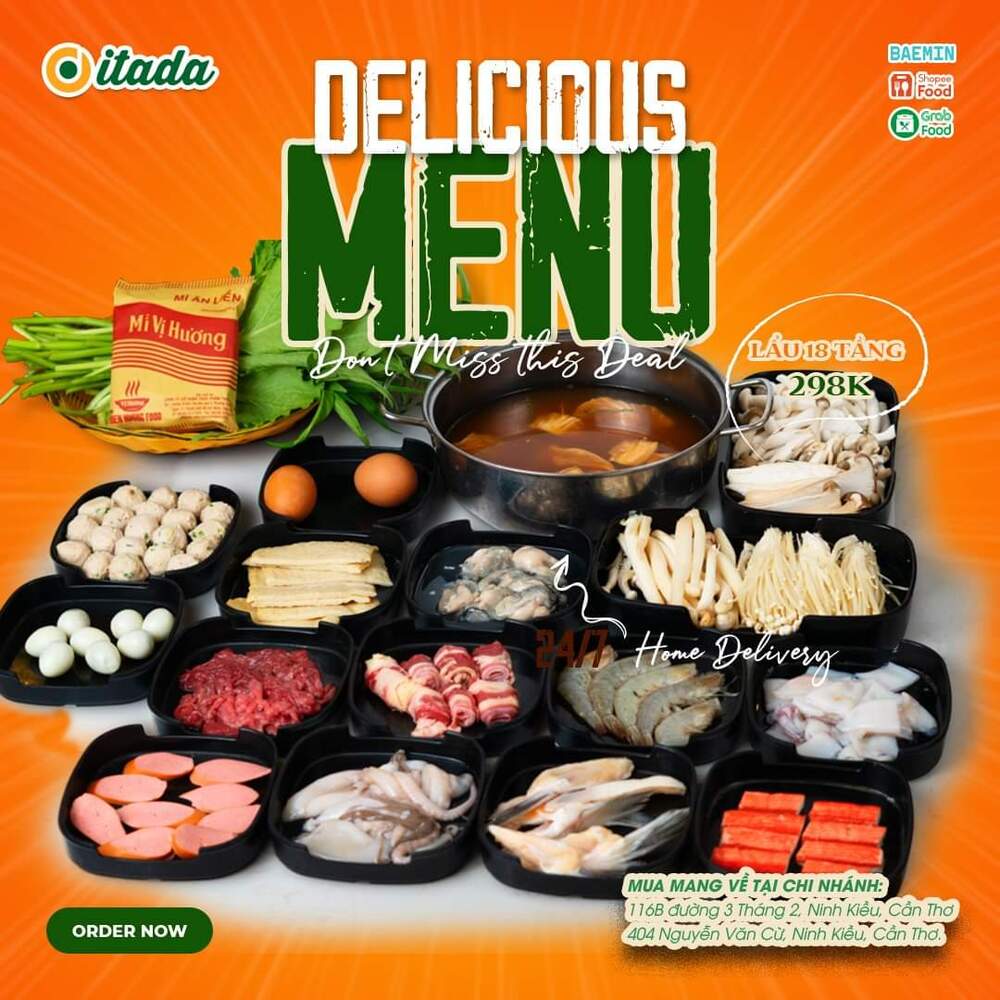 itada
BAEMIN
Shopee
Food
Grab
Food
DELICIOUS
MENU
Don't Miss this Deal
MÌ ĂN LIỀN
Mì Vị Hương
LẨU 18 TẦNG
298K
24/7
Home Delivery
MUA MANG VỀ TẠI CHI NHÁNH:
116B đường 3 Tháng 2, Ninh Kiều, Cần Thơ
404 Nguyễn Văn Cừ, Ninh Kiều, Cần Thơ.
ORDER NOW